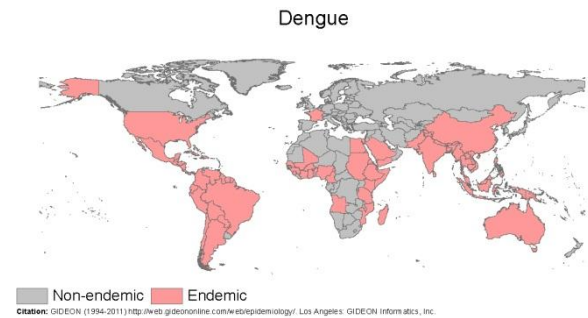 Dengue
Non-endemic Endemic
Citation: GIDEON (1994-2011) http://web.gideononline.com/web/epidemiology/. Los Angeles: GIDEON Informatics, Inc.